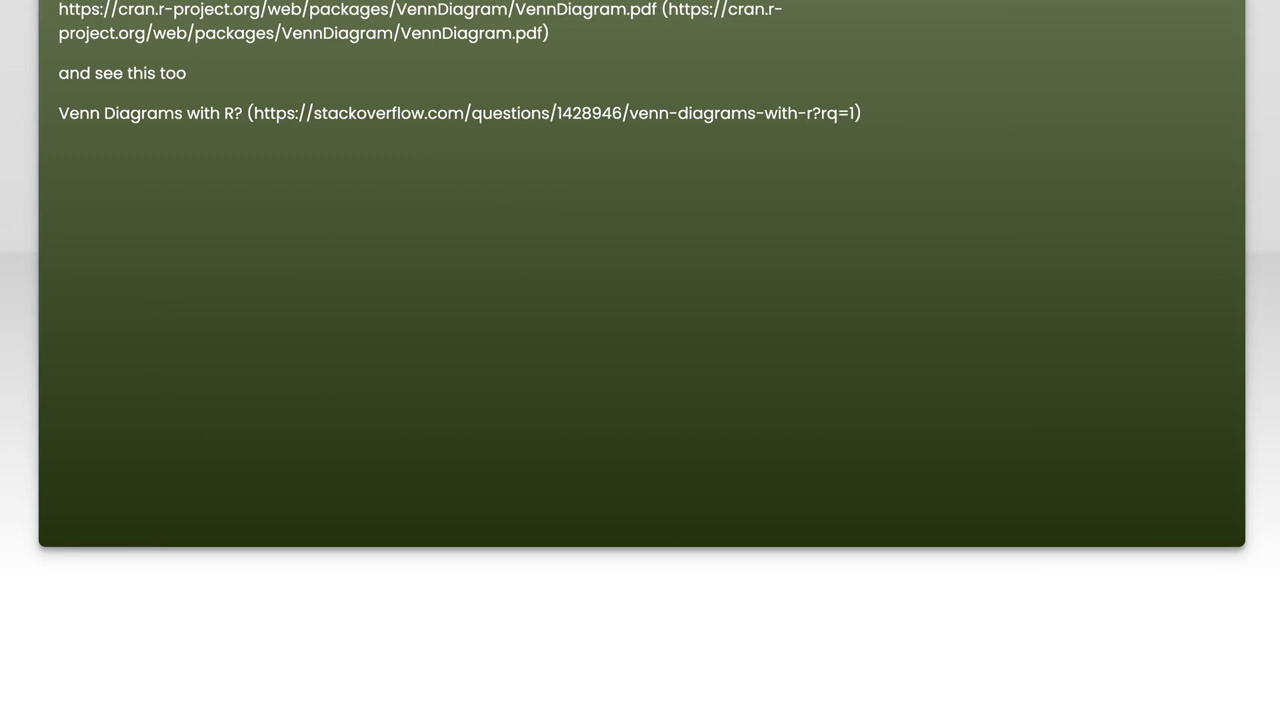 https://cran.r-project.org/web/packages/VennDiagram/VennDiagram.pdf (https://cran.r-
project.org/web/packages/VennDiagram/VennDiagram.pdf)
and see this too
Venn Diagrams with R? (https://stackoverflow.com/questions/1428946/venn-diagrams-with-r?rq=1)